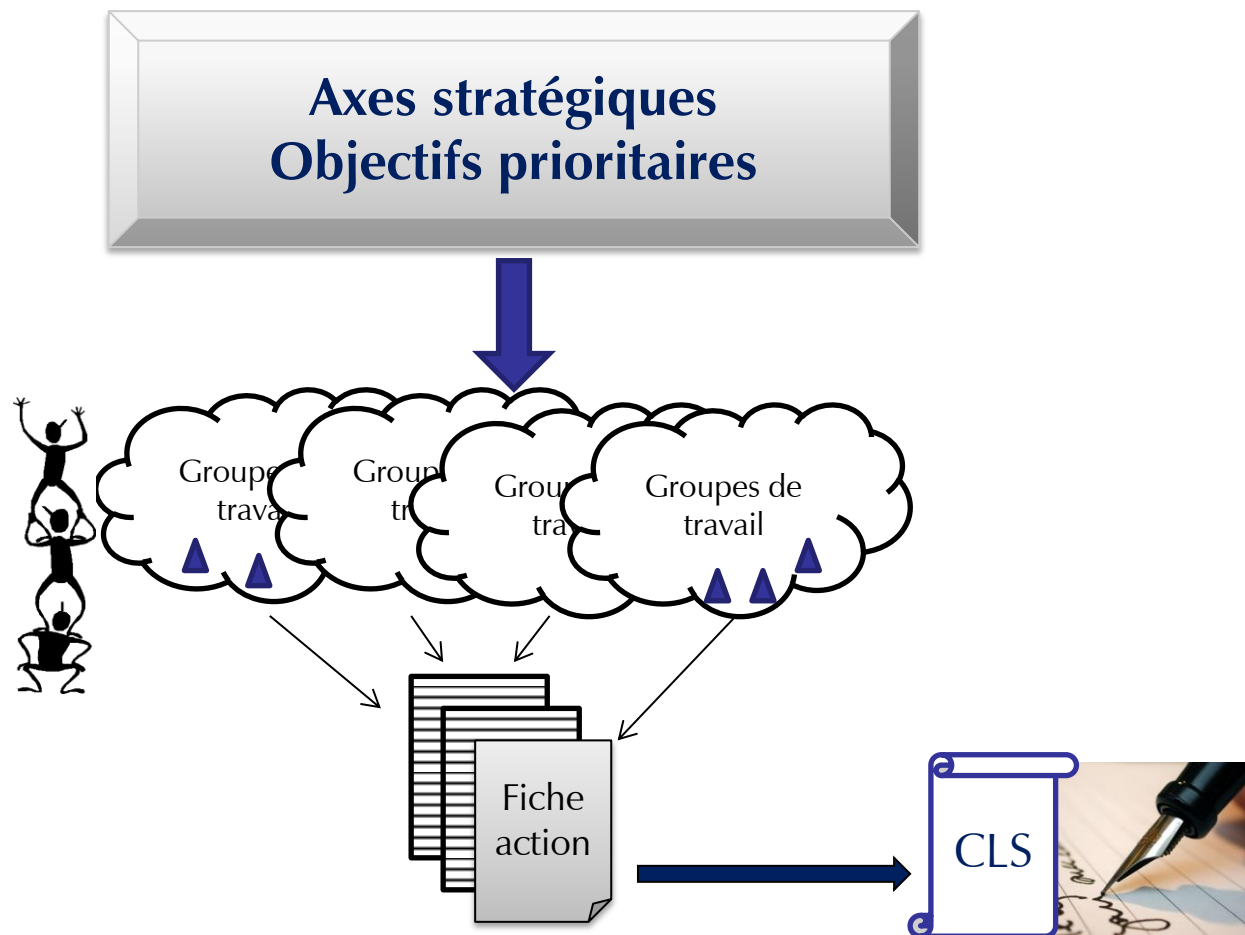 Axes stratégiques
Objectifs prioritaires
Groupes de
travail
Fiche
action
CLS